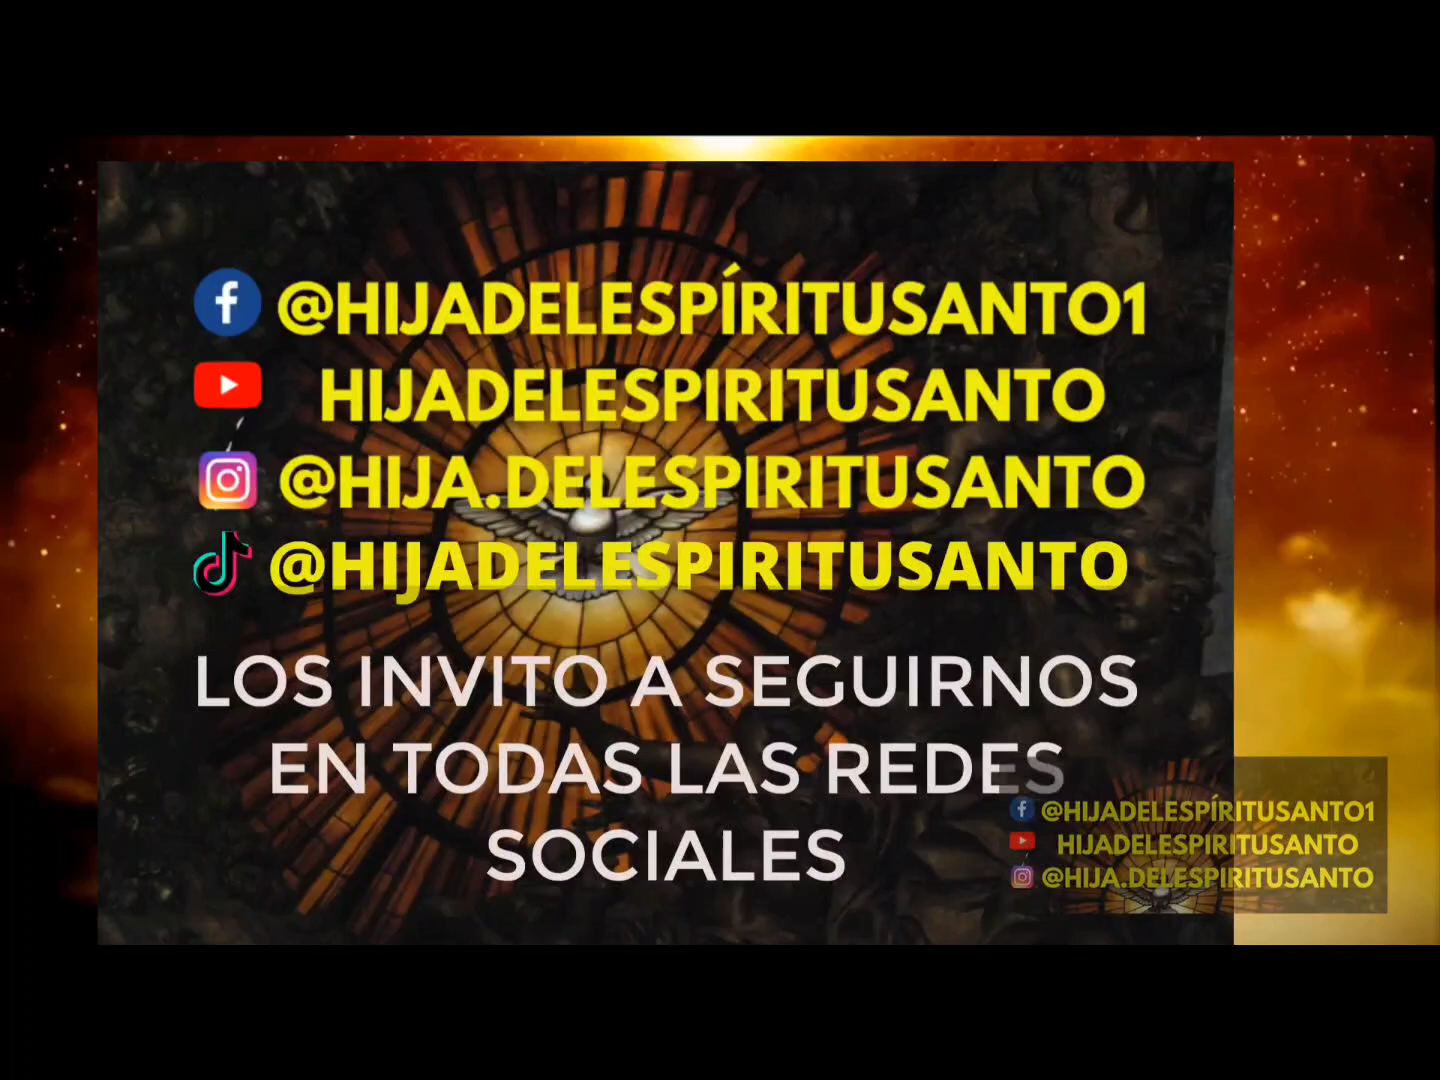 @HIJADELESPÍRITUSANTO1
HIJADELESPIRITUSANTO
@HIJA.DELESPIRITUSANTO
@HIJADELESPIRITUSANTO
LOS INVITO A SEGUIRNOS
EN TODAS LAS REDES
SOCIALES
@HIJADELESPÍRITUSANTO1
HIJADELESPIRITUSANTO
@HIJA.DELESPIRITUSANTO